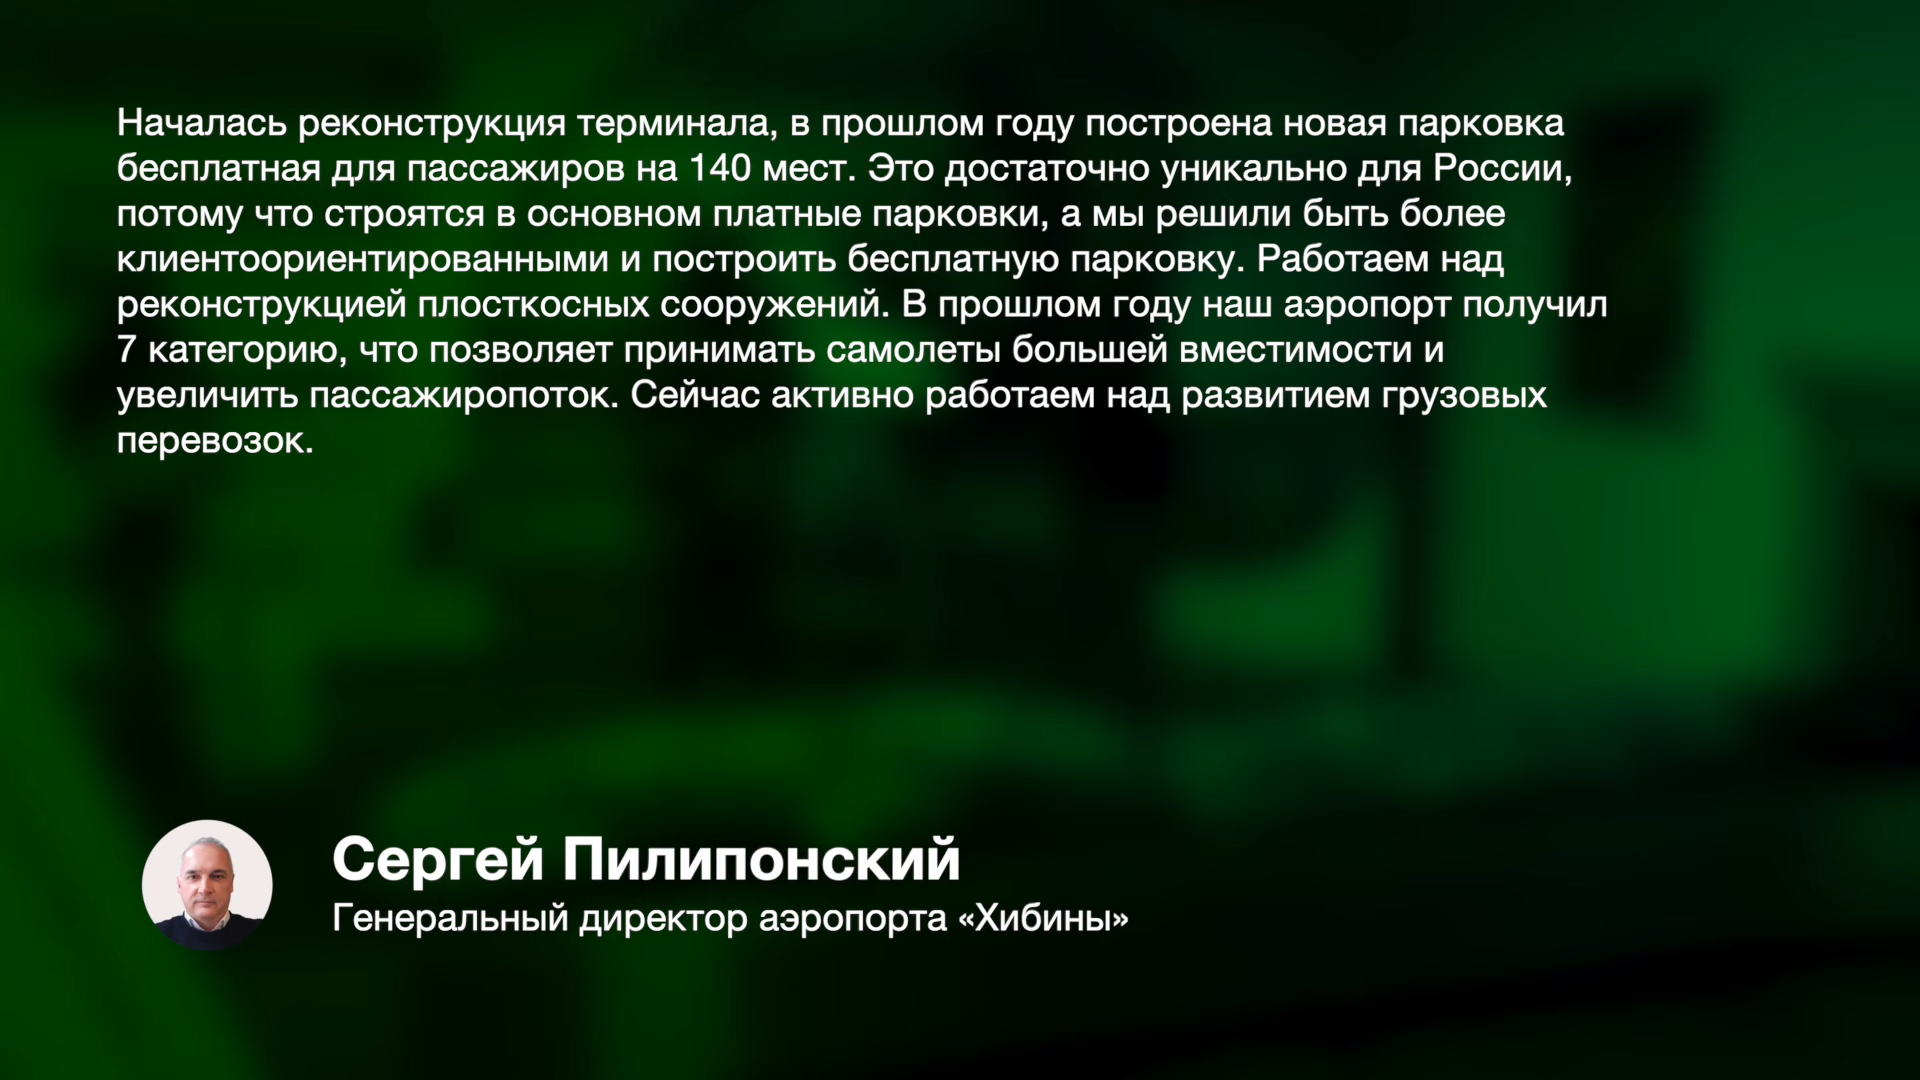 Началась реконструкция терминала, в прошлом году построена новая парковка
бесплатная для пассажиров на 140 мест. Это достаточно уникально для России,
потому что строятся в основном платные парковки, а мы решили быть более
клиентоориентированными и построить бесплатную парковку. Работаем над
реконструкцией плосткосных сооружений. В прошлом году наш аэропорт получил
7 категорию, что позволяет принимать самолеты большей вместимости и
увеличить пассажиропоток. Сейчас активно работаем над развитием грузовых
перевозок.
Сергей Пилипонский
Генеральный директор аэропорта «Хибины»